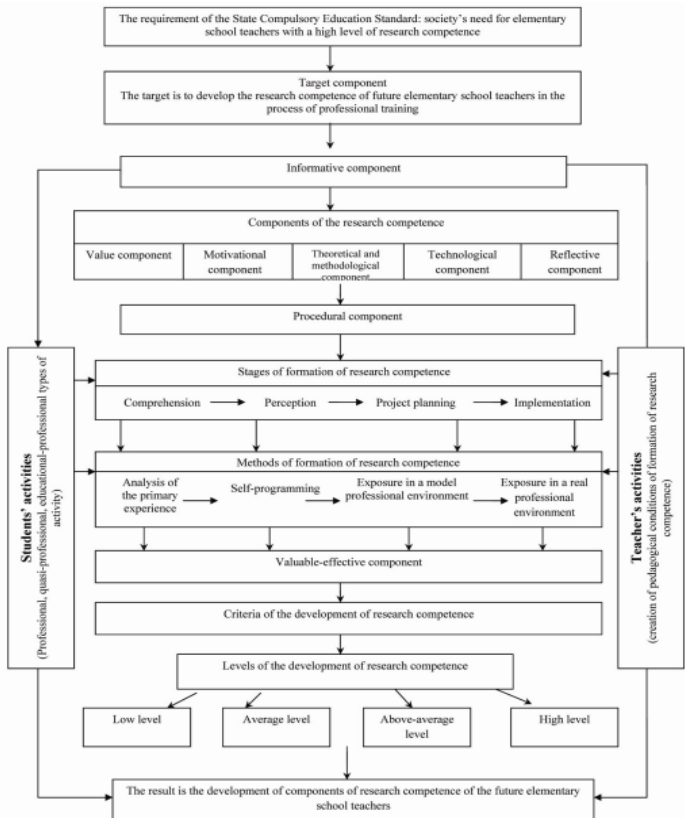 The requirement of the State Compulsory Education Standard: society's need for elementary
school teachers with a high level of research competence
Target component
The target is to develop the research competence of future elementary school teachers in the
process of professional training
Informative component
Components of the research competence
Value component
Motivational
component
Theoretical and
methodological
component
Technological
component
Reflective
component
Procedural component
Students' activities
(Professional, quasi-professional, educational-professional types of
activity)
Stages of formation of research competence
Comprehension
Perception
Project planning
Implementation
Methods of formation of research competence
Analysis of
the primary
experience
Self-programming
Exposure in a model
professional environment
Exposure in a real
professional
environment
Teacher's activities
(creation of pedagogical conditions of formation of research
competence)
Valuable-effective component
Criteria of the development of research competence
Levels of the development of research competence
Low level
Average level
Above-average
level
High level
The result is the development of components of research competence of the future elementary
school teachers